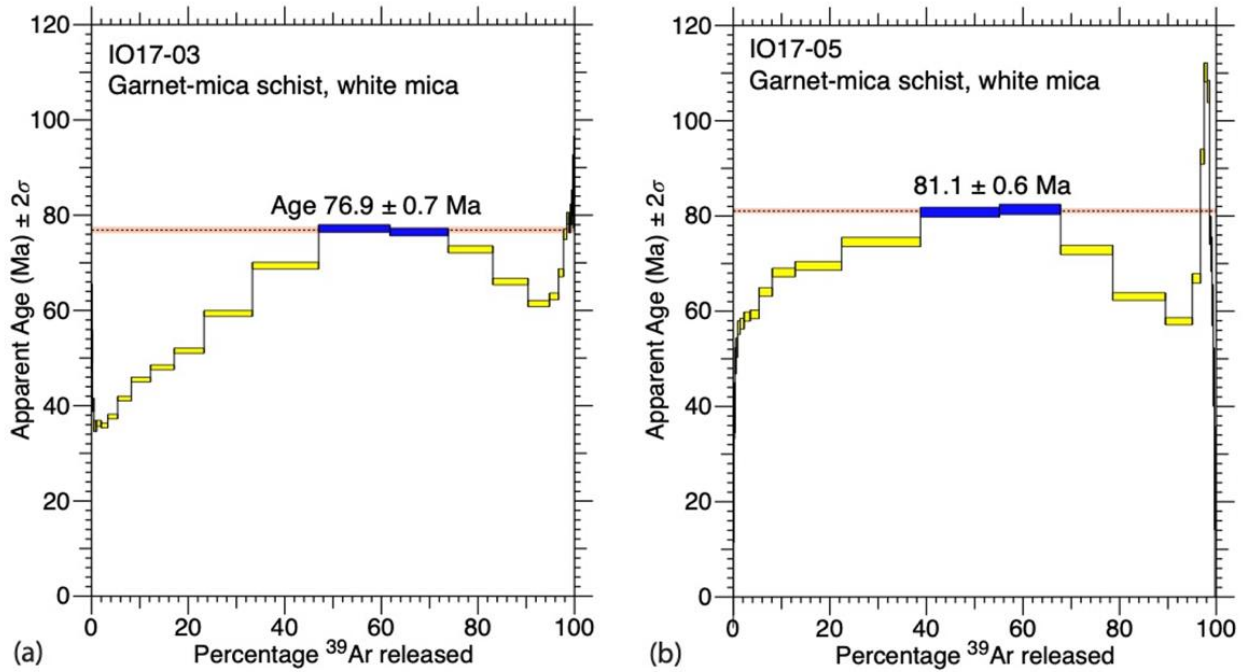 IO17-03
Garnet-mica schist, white mica
Age 76.9 ± 0.7 Ma
Apparent Age (Ma) ± 2σ
120
100
80
60
40
20
0
0 20 40 60 80 100
Percentage ³⁹Ar released
(a)
IO17-05
Garnet-mica schist, white mica
81.1 ± 0.6 Ma
Apparent Age (Ma) ± 2σ
120
100
80
60
40
20
0
0 20 40 60 80 100
Percentage ³⁹Ar released
(b)